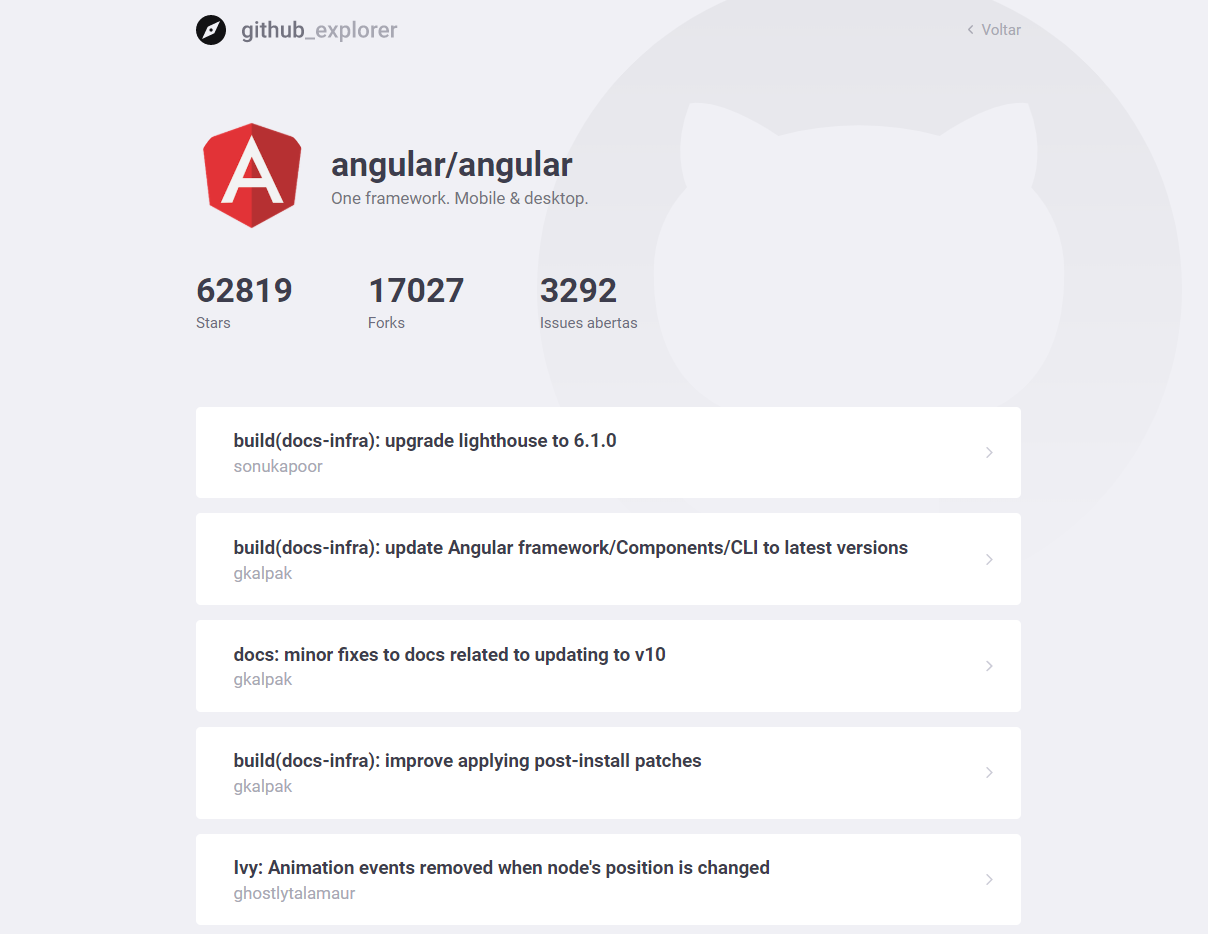 github_explorer
Voltar
angular/angular
One framework. Mobile & desktop.
62819 17027 3292
Stars Forks Issues abertas
build(docs-infra): upgrade lighthouse to 6.1.0
sonukapoor
build(docs-infra): update Angular framework/Components/CLI to latest versions
gkalpak
docs: minor fixes to docs related to updating to v10
gkalpak
build(docs-infra): improve applying post-install patches
gkalpak
Ivy: Animation events removed when node's position is changed
ghostlytalamaur